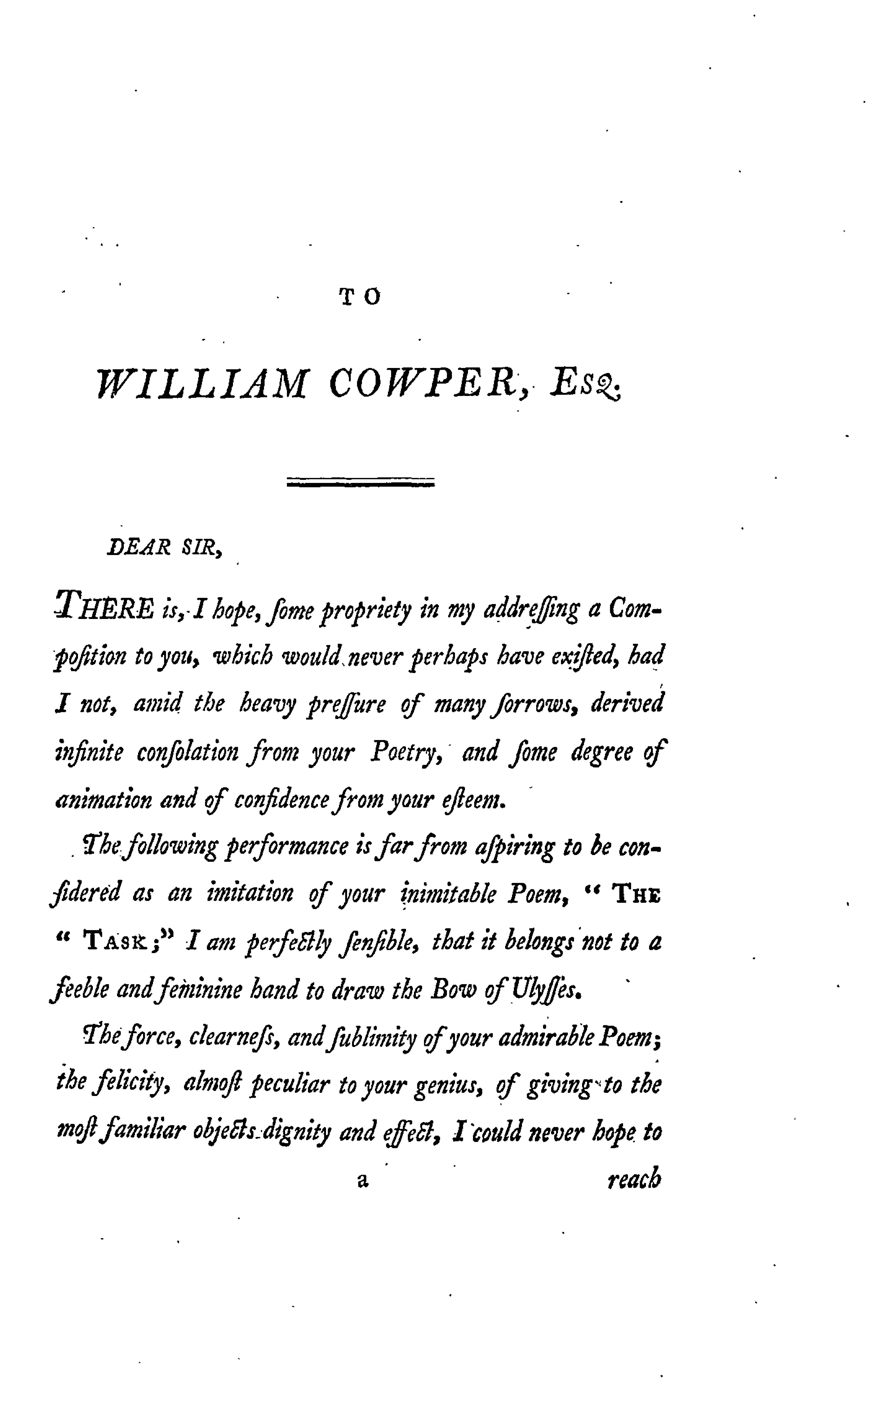 TO
WILLIAM COWPER, Esq;
DEAR SIR,
THERE is, I hope, ſome propriety in my addreſſing a Com-
poſition to you, which would never perhaps have exiſted, had
I not, amid the heavy preſſure of many ſorrows, derived
infinite conſolation from your Poetry, and ſome degree of
animation and of confidence from your eſteem.
The following performance is far from aſpiring to be con-
ſidered as an imitation of your inimitable Poem, “ THE
“ TASK;” I am perfectly ſenſible, that it belongs not to a
feeble and feminine hand to draw the Bow of Ulyſſes.
The force, clearneſs, and ſublimity of your admirable Poem;
the felicity, almoſt peculiar to your genius, of giving to the
moſt familiar objects dignity and effect, I could never hope to
a reach